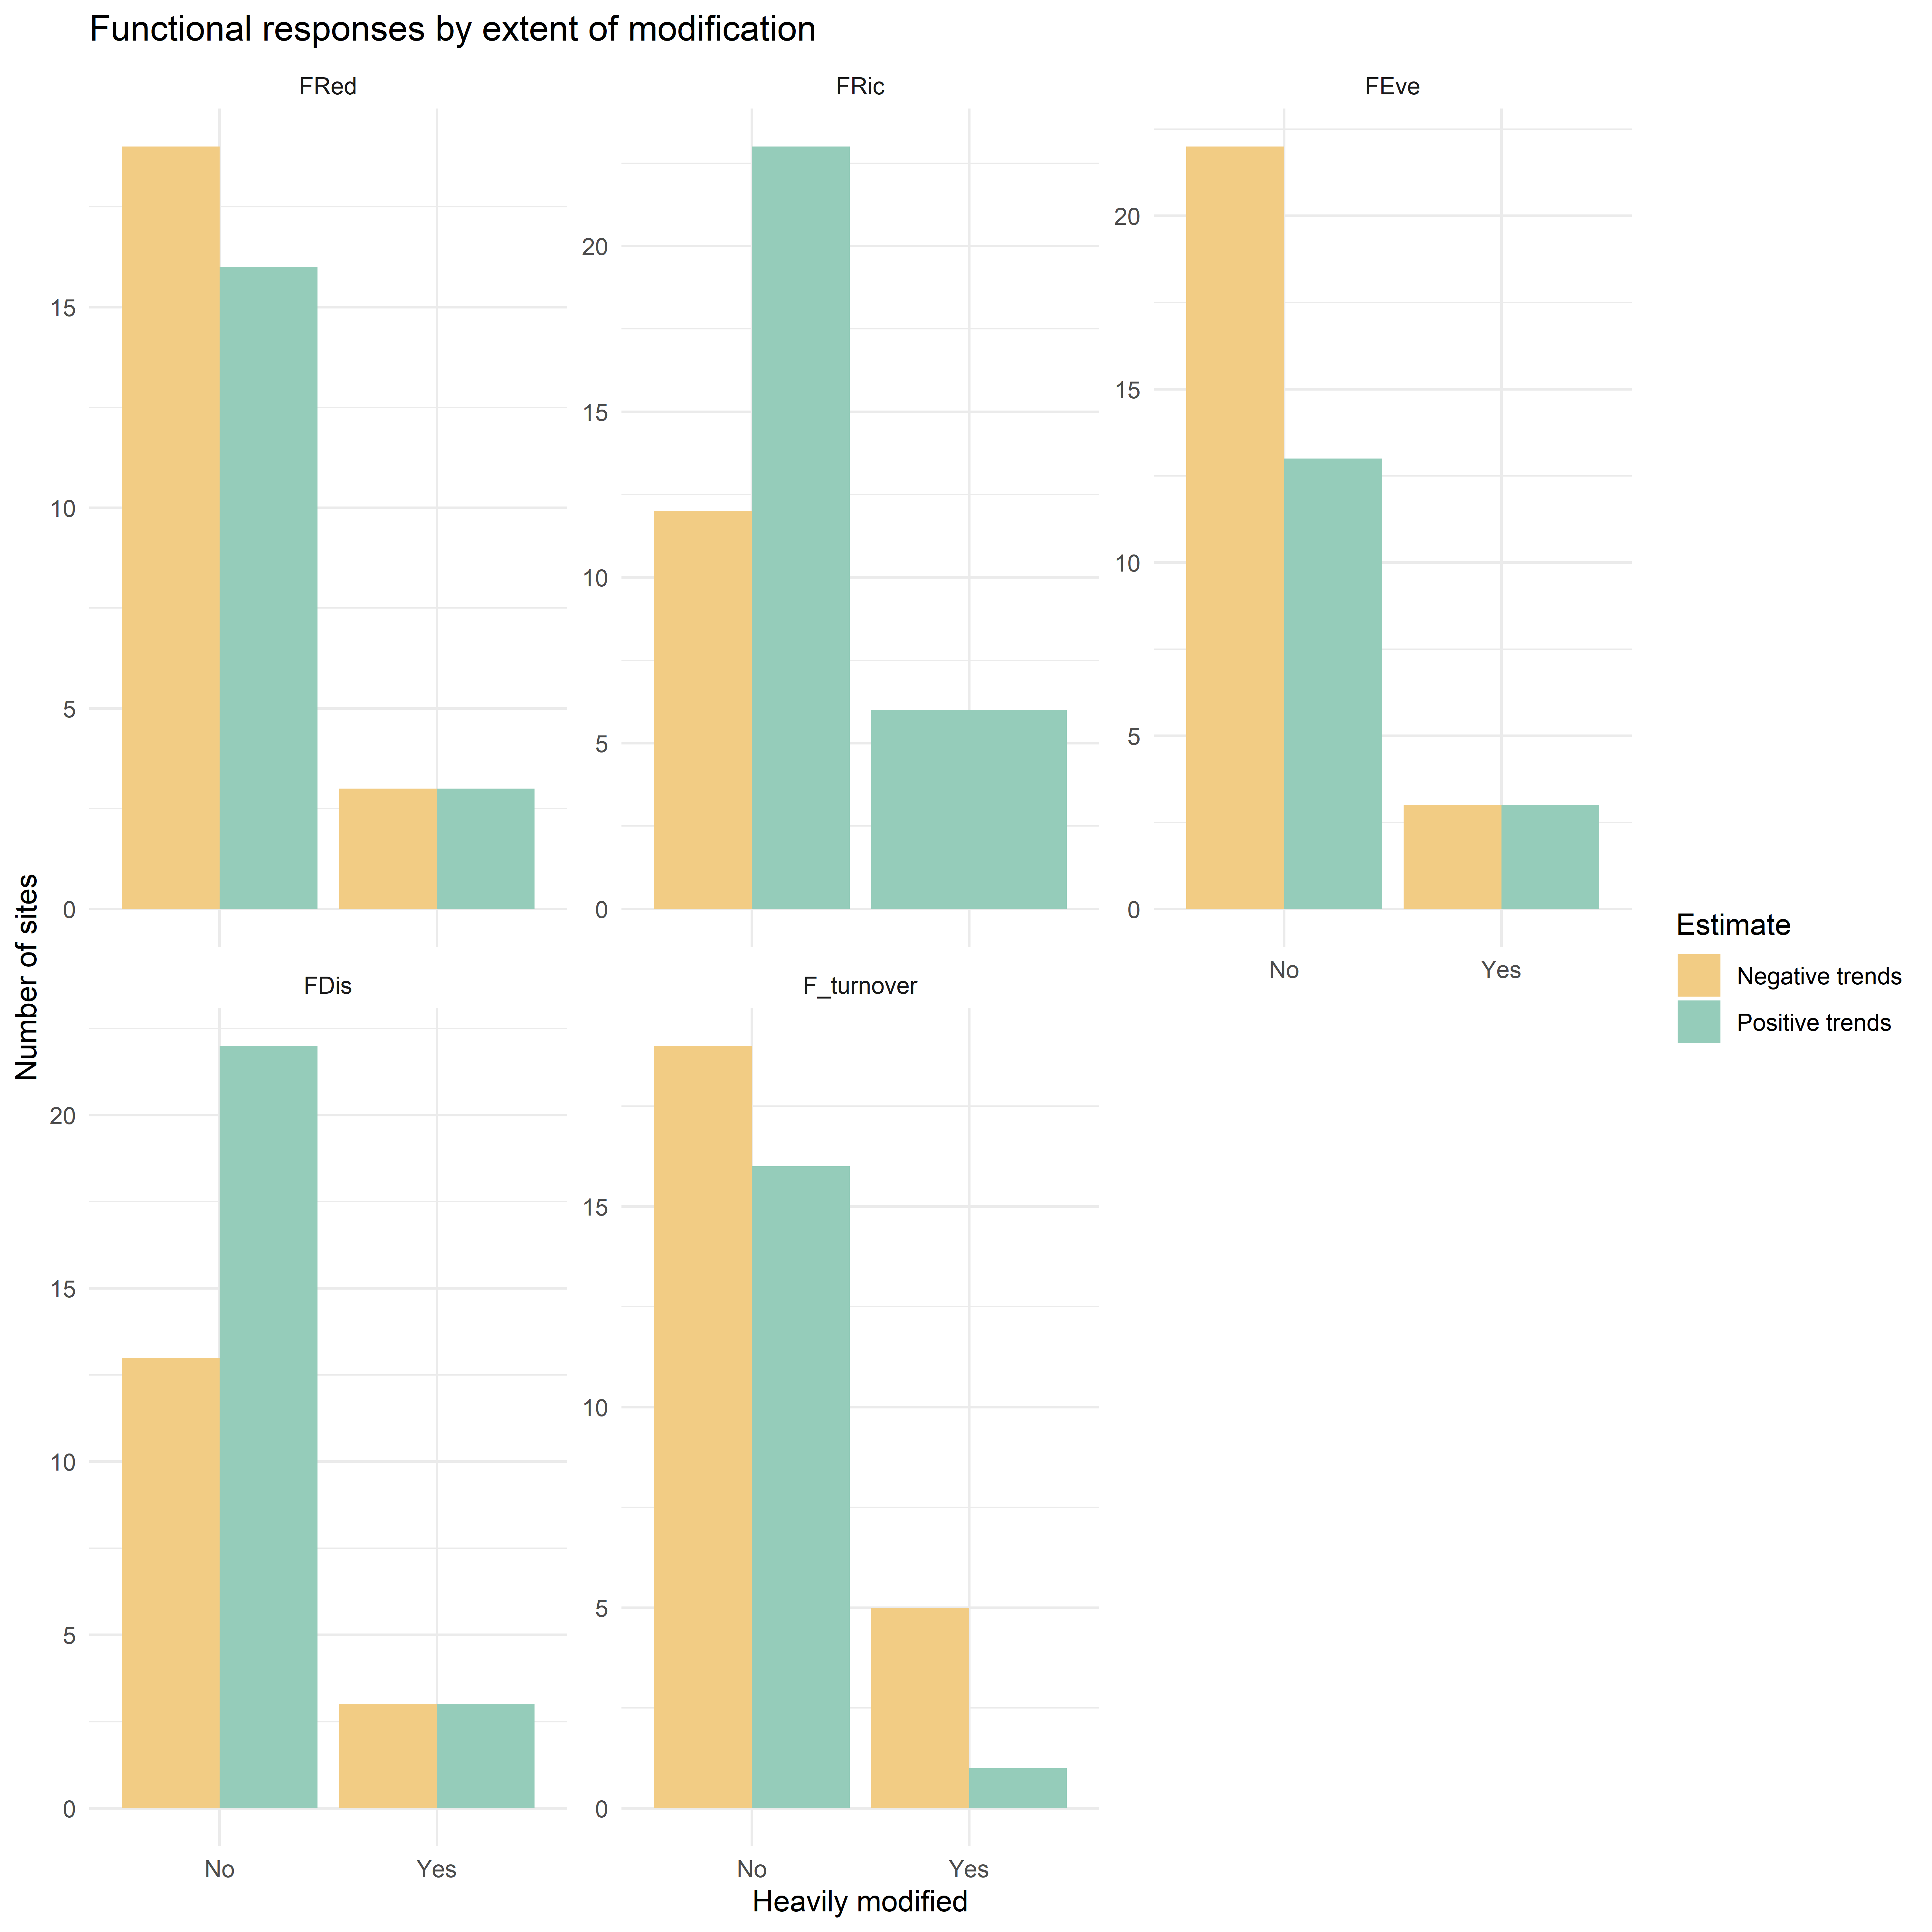 Functional responses by extent of modification
FRed
FRic
FEve
15
10
5
0
20
15
10
5
0
20
15
10
5
0
No
Yes
Number of sites
FDis
F_turnover
20
15
10
5
0
15
10
5
0
No
Yes
No
Yes
Heavily modified
Estimate
Negative trends
Positive trends